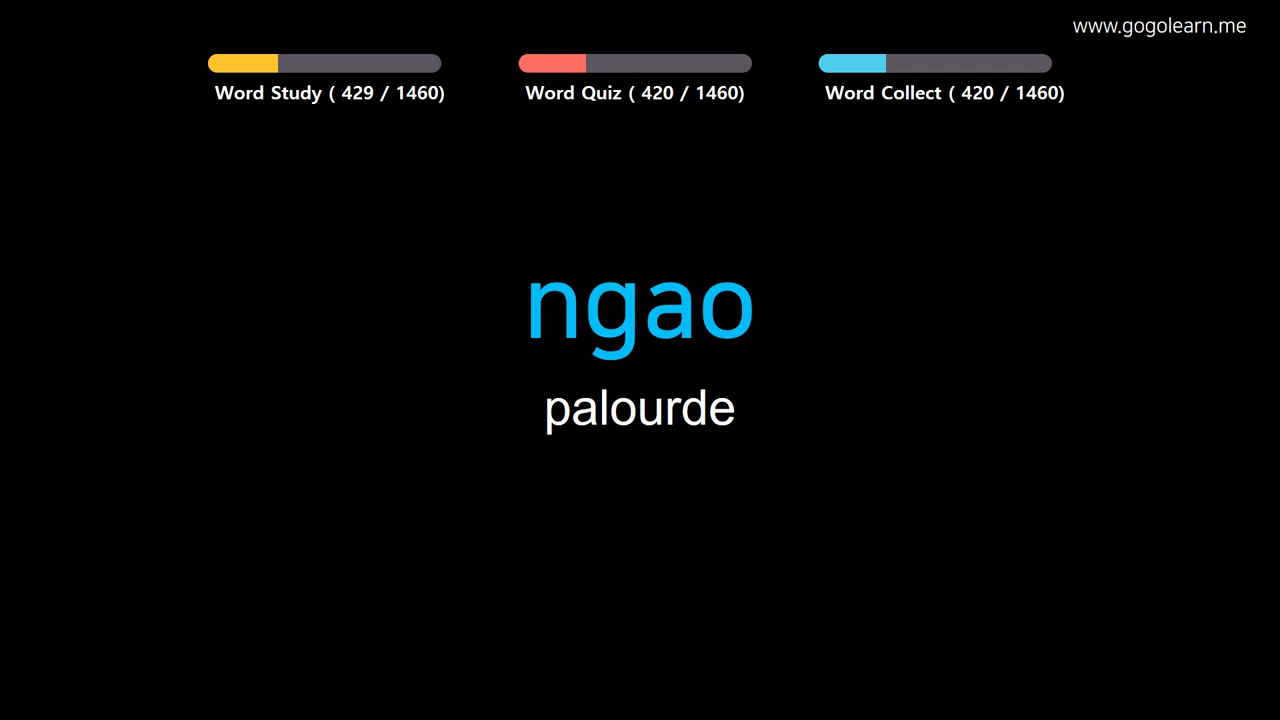 www.gogolearn.me
Word Study ( 429 / 1460)
Word Quiz ( 420 / 1460)
Word Collect ( 420 / 1460)
ngao
palourde